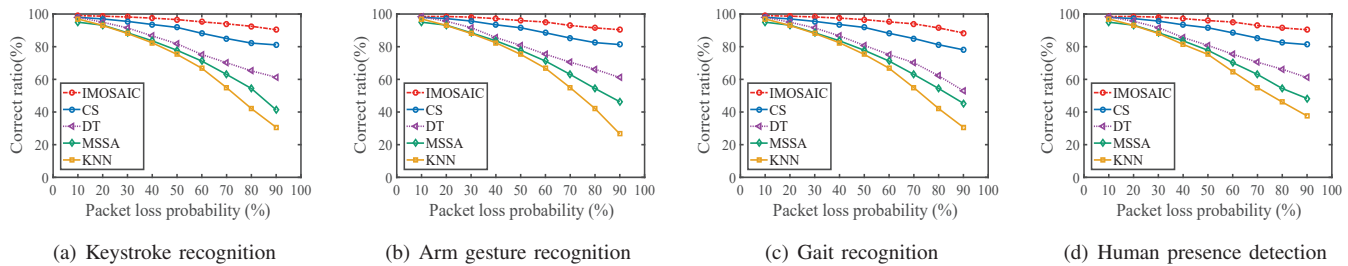 100
80
60
40
20
0
Correct ratio(%)
IMOSAIC
CS
DT
MSSA
KNN
0 10 20 30 40 50 60 70 80 90 100
Packet loss probability (%)
(a) Keystroke recognition
100
80
60
40
20
0
Correct ratio(%)
IMOSAIC
CS
DT
MSSA
KNN
0 10 20 30 40 50 60 70 80 90 100
Packet loss probability (%)
(b) Arm gesture recognition
100
80
60
40
20
0
Correct ratio(%)
IMOSAIC
CS
DT
MSSA
KNN
0 10 20 30 40 50 60 70 80 90 100
Packet loss probability (%)
(c) Gait recognition
100
80
60
40
20
0
Correct ratio(%)
IMOSAIC
CS
DT
MSSA
KNN
0 10 20 30 40 50 60 70 80 90 100
Packet loss probability (%)
(d) Human presence detection